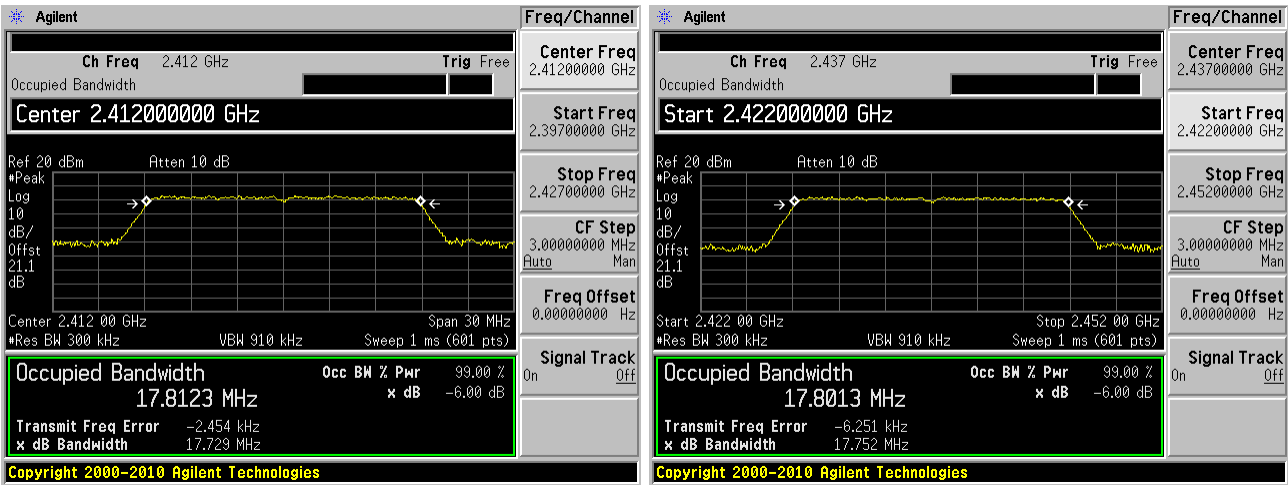 Agilent
Freq/Channel
Ch Freq 2.412 GHz Trig Free
Occupied Bandwidth
Center 2.412000000 GHz
Ref 20 dBm Atten 10 dB
#Peak
Log
10
dB/
Offst
21.1
dB
Center 2.412 00 GHz Span 30 MHz
#Res BW 300 kHz VBW 910 kHz Sweep 1 ms (601 pts)
Occupied Bandwidth Occ BW % Pwr 99.00 %
17.8123 MHz x dB -6.00 dB
Transmit Freq Error -2.454 kHz
x dB Bandwidth 17.729 MHz
Copyright 2000-2010 Agilent Technologies
Center Freq
2.41200000 GHz
Start Freq
2.39700000 GHz
Stop Freq
2.42700000 GHz
CF Step
3.00000000 MHz
Auto Man
Freq Offset
0.00000000 Hz
Signal Track
On Off
Agilent
Freq/Channel
Ch Freq 2.437 GHz Trig Free
Occupied Bandwidth
Start 2.422000000 GHz
Ref 20 dBm Atten 10 dB
#Peak
Log
10
dB/
Offst
21.1
dB
Start 2.422 00 GHz Stop 2.452 00 GHz
#Res BW 300 kHz VBW 910 kHz Sweep 1 ms (601 pts)
Occupied Bandwidth Occ BW % Pwr 99.00 %
17.8013 MHz x dB -6.00 dB
Transmit Freq Error -6.251 kHz
x dB Bandwidth 17.752 MHz
Copyright 2000-2010 Agilent Technologies
Center Freq
2.43700000 GHz
Start Freq
2.42200000 GHz
Stop Freq
2.45200000 GHz
CF Step
3.00000000 MHz
Auto Man
Freq Offset
0.00000000 Hz
Signal Track
On Off